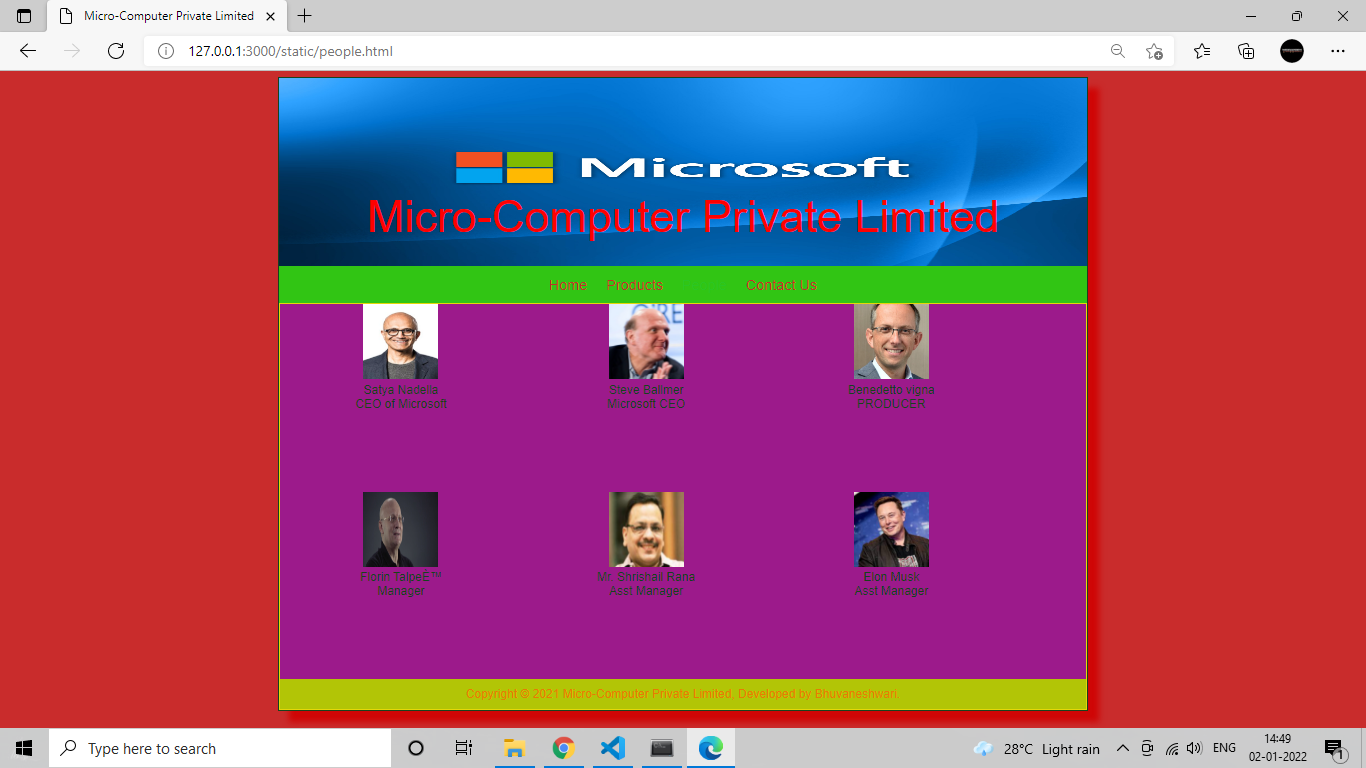 Micro-Computer Private Limited
127.0.0.1:3000/static/people.html
Microsoft
Micro-Computer Private Limited
Home Products Contact Us
Satya Nadella
CEO of Microsoft
Steve Ballmer
Microsoft CEO
Benedetto vigna
PRODUCER
Florin TalpeÈ™
Manager
Mr. Shrishail Rana
Asst Manager
Elon Musk
Asst Manager
Copyright © 2021 Micro-Computer Private Limited, Developed by Bhuvaneshwari.
Type here to search
28°C Light rain
ENG
14:49
02-01-2022
1